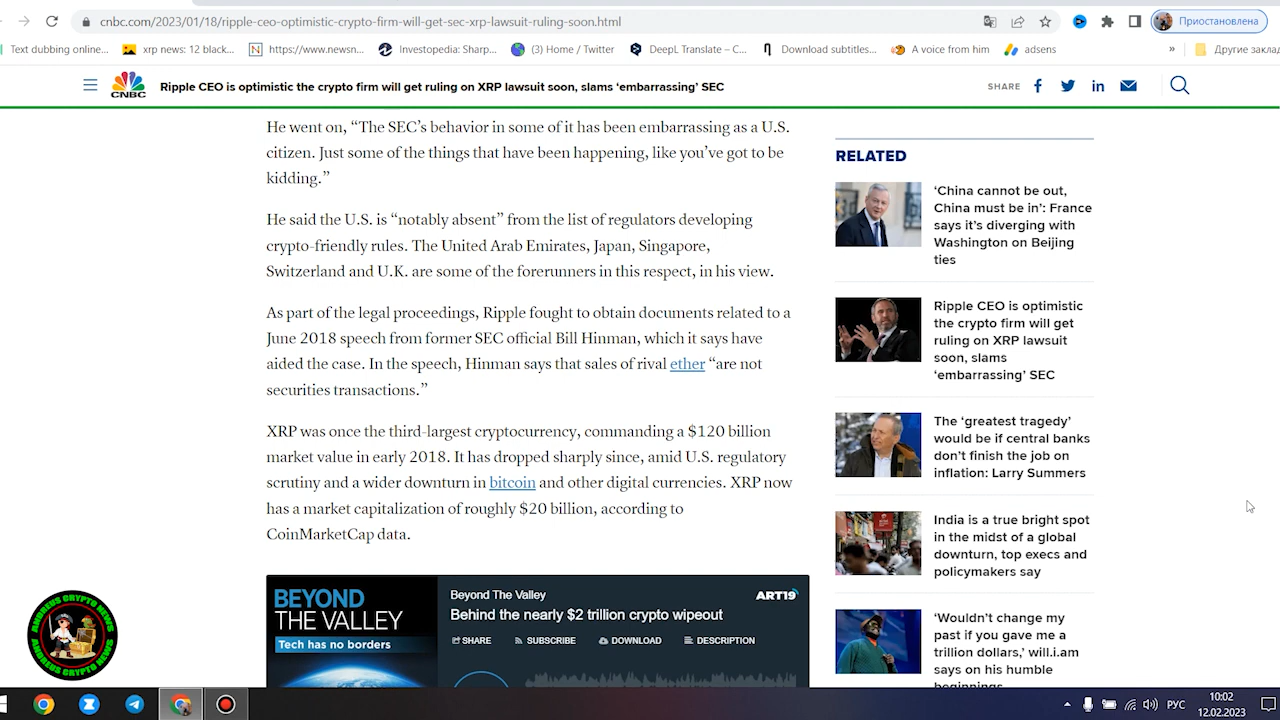 cnbc.com/2023/01/18/ripple-ceo-optimistic-crypto-firm-will-get-sec-xrp-lawsuit-ruling-soon.html
Приостановлена
Text dubbing online...
xrp news: 12 black...
https://www.newsn...
Investopedia: Sharp...
(3) Home / Twitter
DeepL Translate – C...
Download subtitles...
A voice from him
adsens
»
Другие заклад
CNBC
Ripple CEO is optimistic the crypto firm will get ruling on XRP lawsuit soon, slams ‘embarrassing’ SEC
SHARE
He went on, “The SEC’s behavior in some of it has been embarrassing as a U.S.
citizen. Just some of the things that have been happening, like you’ve got to be
kidding.”
He said the U.S. is “notably absent” from the list of regulators developing
crypto-friendly rules. The United Arab Emirates, Japan, Singapore,
Switzerland and U.K. are some of the forerunners in this respect, in his view.
As part of the legal proceedings, Ripple fought to obtain documents related to a
June 2018 speech from former SEC official Bill Hinman, which it says have
aided the case. In the speech, Hinman says that sales of rival ether “are not
securities transactions.”
XRP was once the third-largest cryptocurrency, commanding a $120 billion
market value in early 2018. It has dropped sharply since, amid U.S. regulatory
scrutiny and a wider downturn in bitcoin and other digital currencies. XRP now
has a market capitalization of roughly $20 billion, according to
CoinMarketCap data.
BEYOND
THE VALLEY
Tech has no borders
Beyond The Valley
Behind the nearly $2 trillion crypto wipeout
ART19
SHARE
SUBSCRIBE
DOWNLOAD
DESCRIPTION
RELATED
‘China cannot be out,
China must be in’: France
says it’s diverging with
Washington on Beijing
ties
Ripple CEO is optimistic
the crypto firm will get
ruling on XRP lawsuit
soon, slams
‘embarrassing’ SEC
The ‘greatest tragedy’
would be if central banks
don’t finish the job on
inflation: Larry Summers
India is a true bright spot
in the midst of a global
downturn, top execs and
policymakers say
‘Wouldn’t change my
past if you gave me a
trillion dollars,’ will.i.am
says on his humble
beginnings
ANDREUS CRYPTO NEWS
ANDREUS CRYPTO NEWS
РУС
10:02
12.02.2023